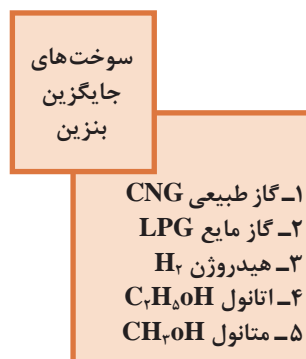 سوخت‌های
جایگزین
بنزین
۱ـ گاز طبیعی CNG
۲ـ گاز مایع LPG
۳ـ هیدروژن H۲
۴ـ اتانول C۲H۵oH
۵ـ متانول CH۳oH